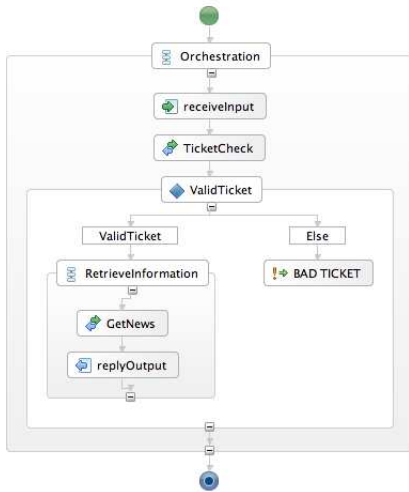 Orchestration
receiveInput
TicketCheck
ValidTicket
ValidTicket
Else
RetrieveInformation
BAD TICKET
GetNews
replyOutput